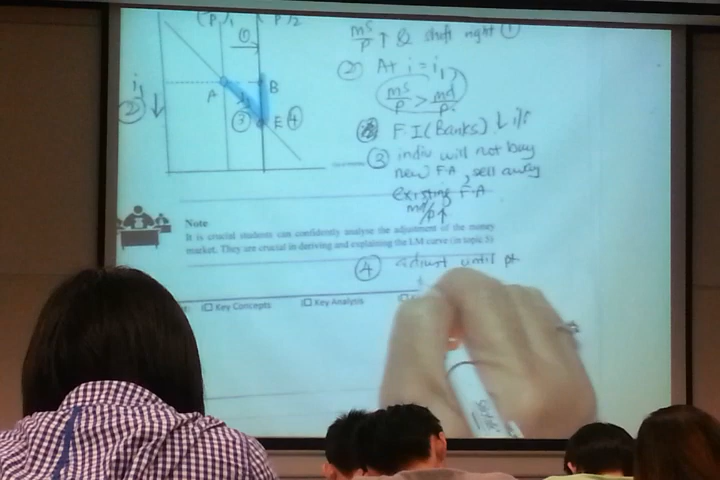 mˢ/p ↑ & shift right ①
② At i = i₁,
mˢ/p > mᵈ/p
F I (Banks) ↓ i%
③ indiv will not buy
new F.A, sell away
existing F.A
mᵈ/p ↑
④ adjust until pt
①
i₁
② ↓
A
B
③
E ④
Note
It is crucial students can confidently analyse the adjustment of the money
market. They are crucial in deriving and explaining the LM curve (in topic 5)
Key Concepts
Key Analysis